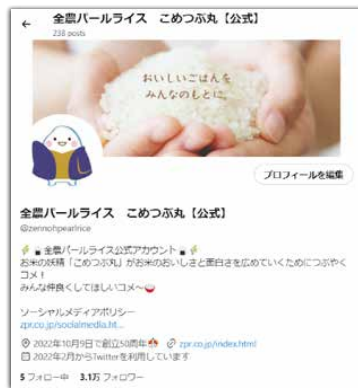 ← 全農パールライス こめつぶ丸【公式】
233 posts
おいしいごはんを
みんなのもとに。
プロフィールを編集
全農パールライス こめつぶ丸【公式】
@zennohpearlrice
全農パールライス公式アカウント
お米の妖精「こめつぶ丸」がお米のおいしさと面白さを広めていくためにつぶやく
コメ！
みんな仲良くしてほしいコメ～
ソーシャルメディアポリシー
zpr.co.jp/socialmedia.ht...
2022年10月9日で創立50周年 zpr.co.jp/index.html
2022年2月からTwitterを利用しています
5 フォロー中 3.1万 フォロワー